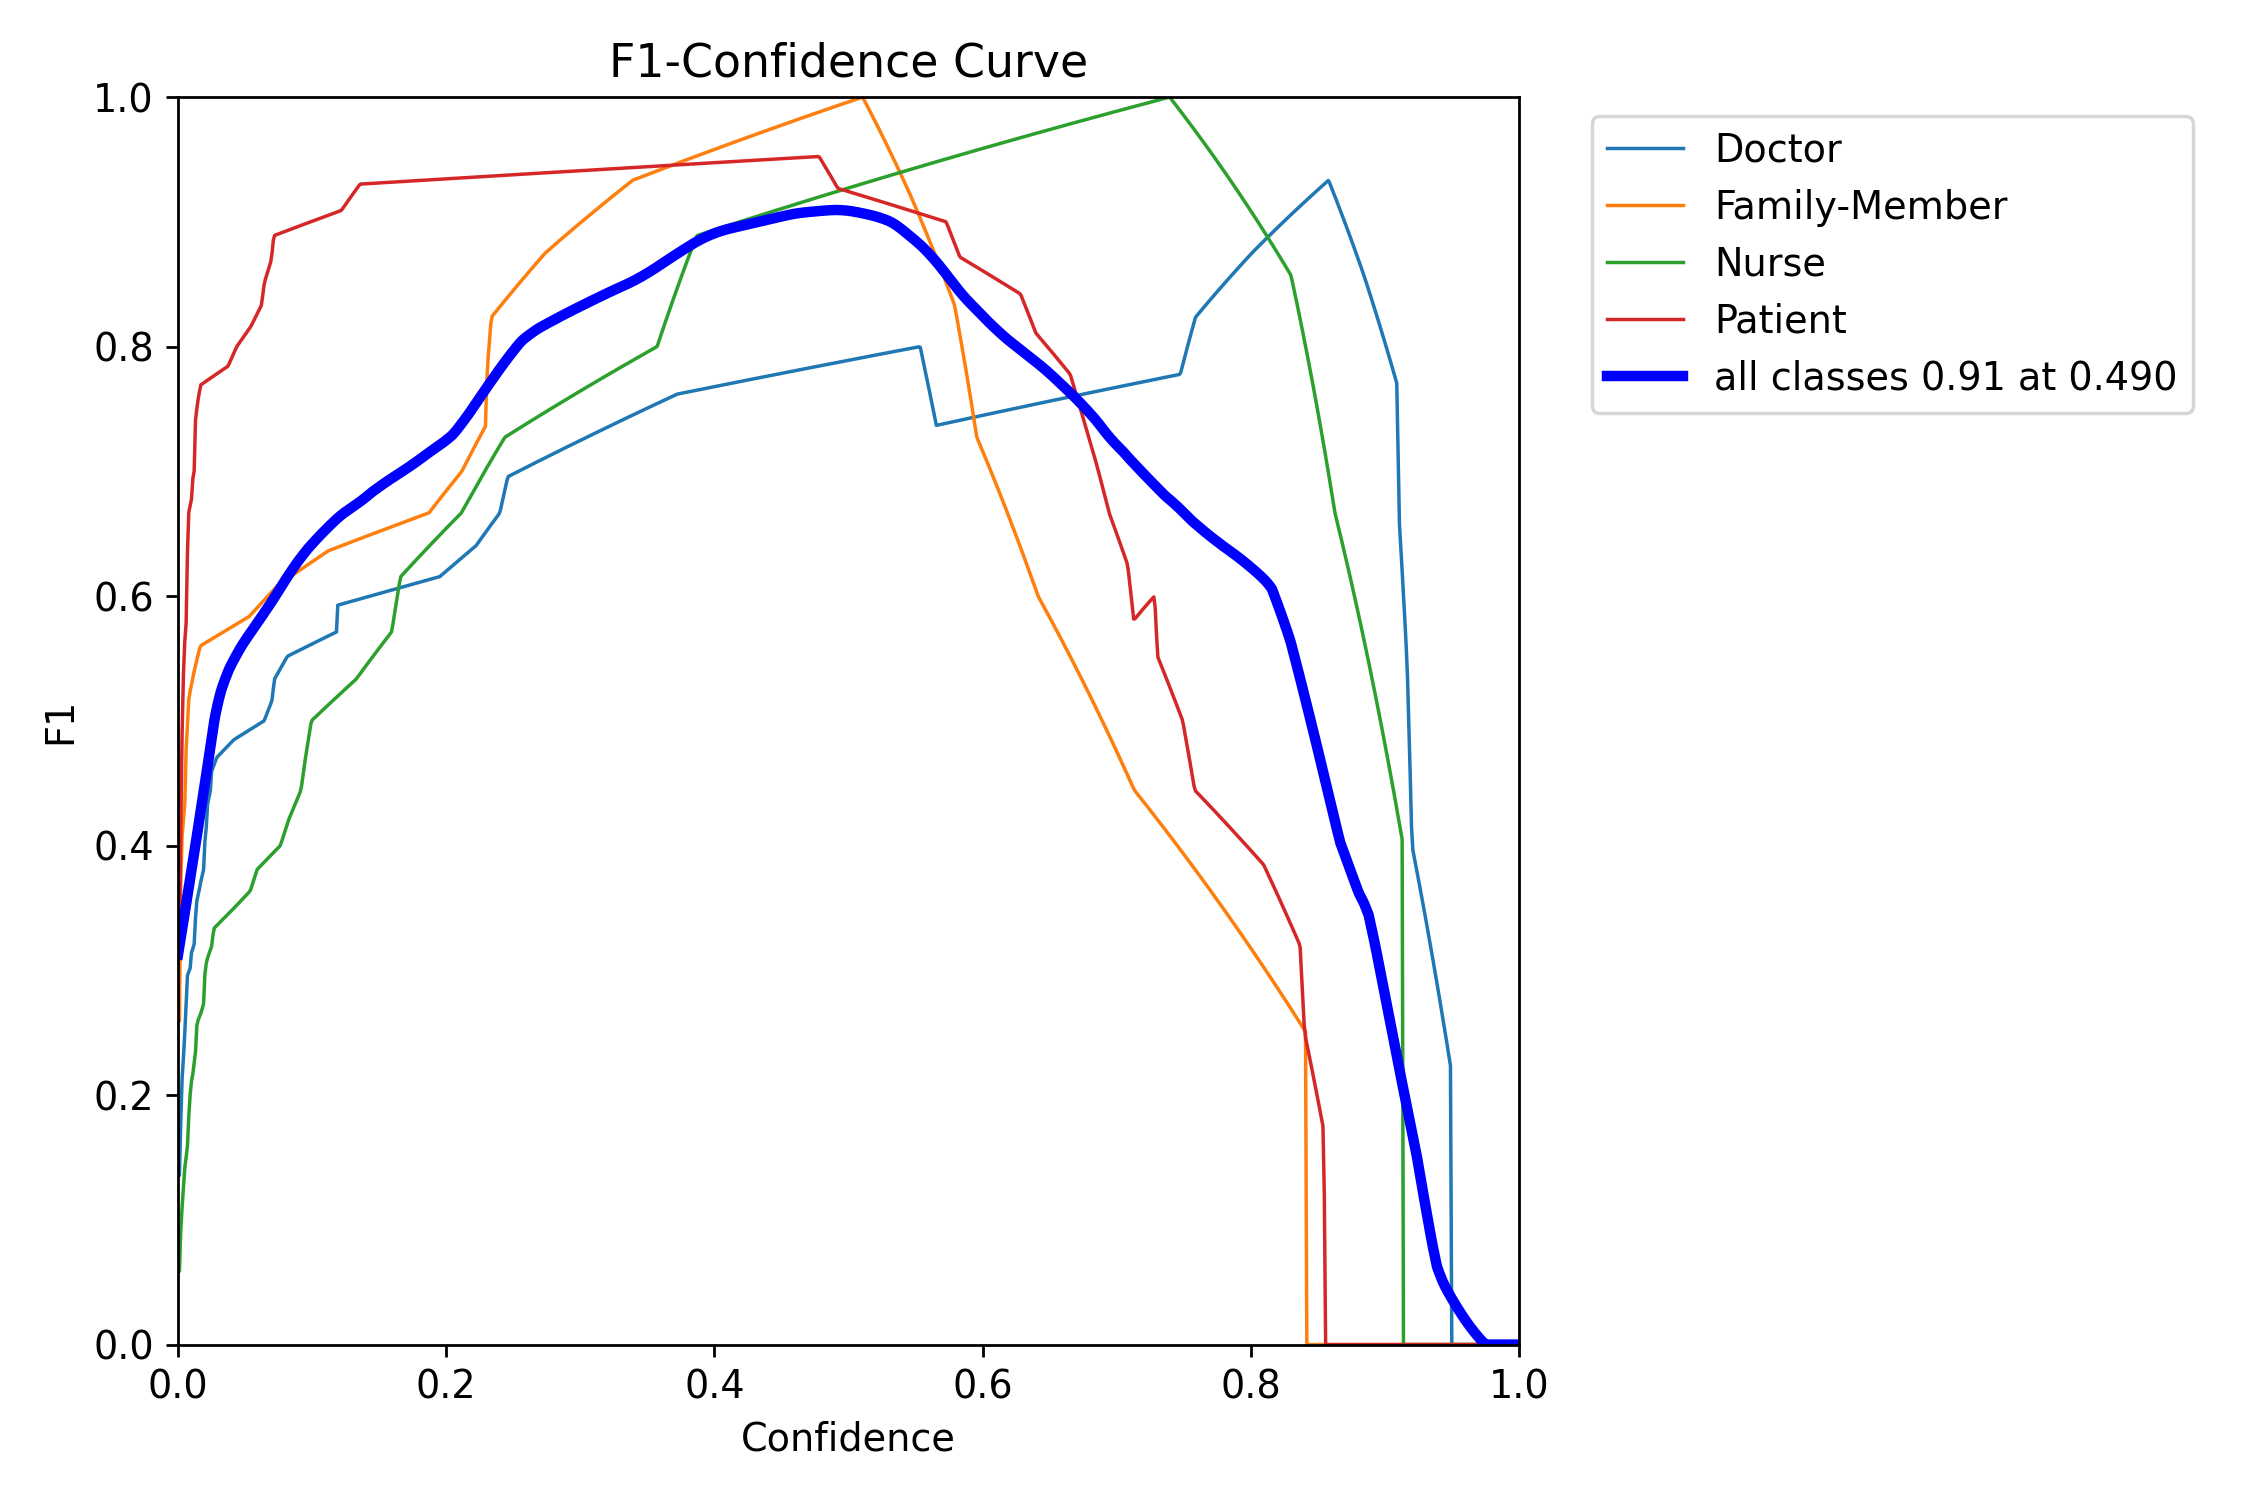 F1-Confidence Curve
1.0
0.8
0.6
0.4
0.2
0.0
F1
0.0 0.2 0.4 0.6 0.8 1.0
Confidence
Doctor
Family-Member
Nurse
Patient
all classes 0.91 at 0.490